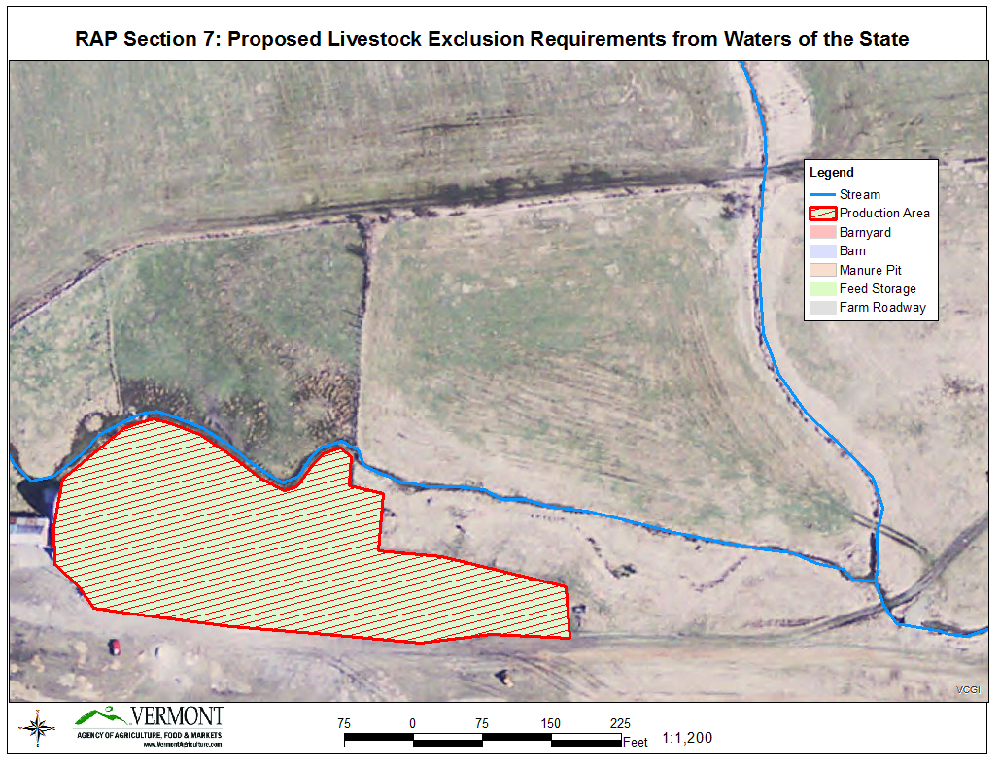 RAP Section 7: Proposed Livestock Exclusion Requirements from Waters of the State
Legend
Stream
Production Area
Barnyard
Barn
Manure Pit
Feed Storage
Farm Roadway
VCGI
VERMONT
AGENCY OF AGRICULTURE, FOOD & MARKETS
www.VermontAgriculture.com
75 0 75 150 225
Feet
1:1,200